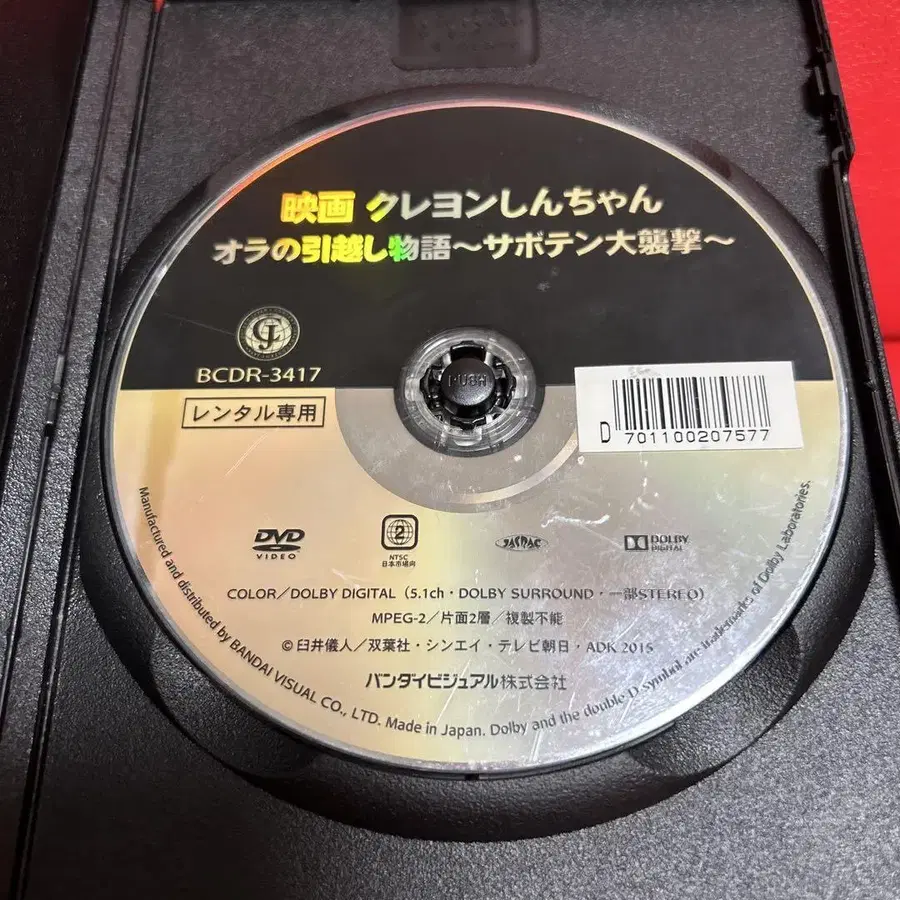 映画 クレヨンしんちゃん
オラの引越し物語～サボテン大襲撃～
BCDR-3417
レンタル専用
PUSH
D 701100207577
DVD
VIDEO
2
NTSC
日本市場向
JASRAC
DOLBY
DIGITAL
COLOR／DOLBY DIGITAL（5.1ch・DOLBY SURROUND・一部STEREO）
MPEG-2／片面2層／複製不能
©臼井儀人／双葉社・シンエイ・テレビ朝日・ADK 2015
バンダイビジュアル株式会社
Manufactured and distributed by BANDAI VISUAL CO., LTD. Made in Japan. Dolby and the double-D symbol are trademarks of Dolby Laboratories.